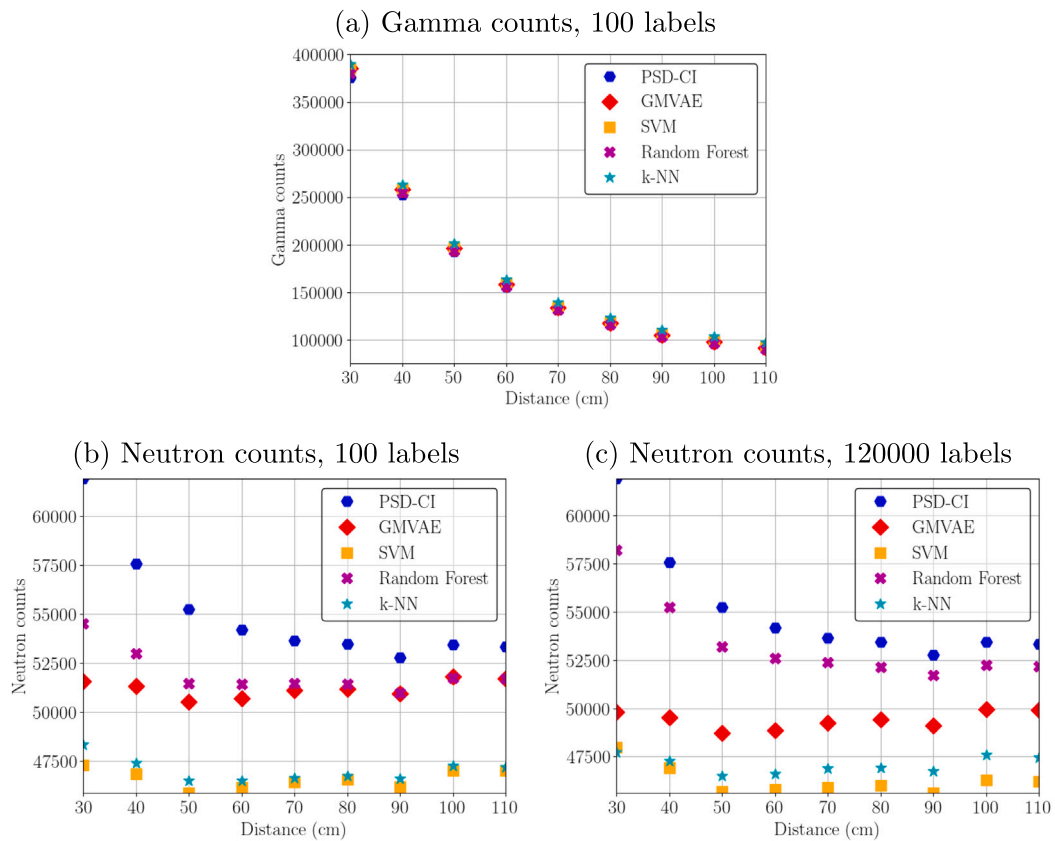 (a) Gamma counts, 100 labels
400000
350000
300000
250000
200000
150000
100000
Gamma counts
PSD-CI
GMVAE
SVM
Random Forest
k-NN
30 40 50 60 70 80 90 100 110
Distance (cm)
(b) Neutron counts, 100 labels
60000
57500
55000
52500
50000
47500
Neutron counts
PSD-CI
GMVAE
SVM
Random Forest
k-NN
30 40 50 60 70 80 90 100 110
Distance (cm)
(c) Neutron counts, 120000 labels
60000
57500
55000
52500
50000
47500
Neutron counts
PSD-CI
GMVAE
SVM
Random Forest
k-NN
30 40 50 60 70 80 90 100 110
Distance (cm)